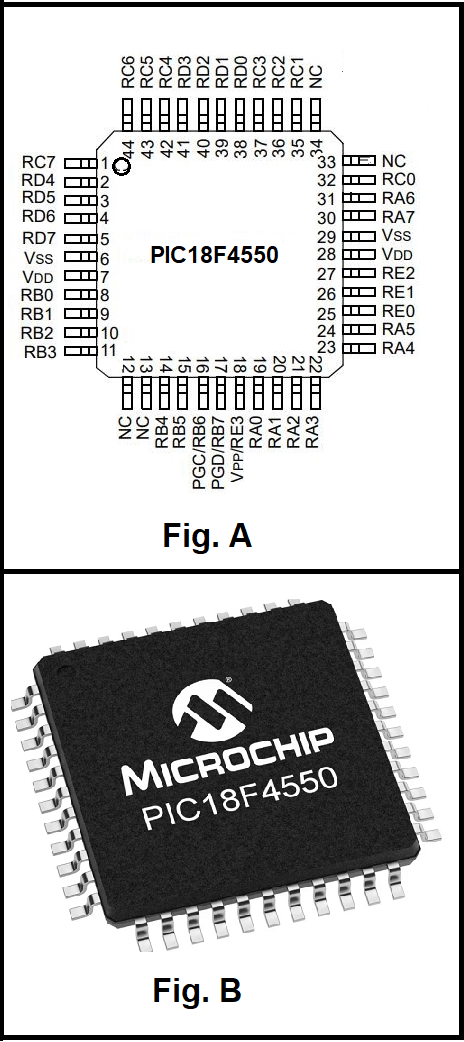 RC6 RC5 RC4 RD3 RD2 RD1 RD0 RC3 RC2 RC1 NC
44 43 42 41 40 39 38 37 36 35 34
RC7 1 33 NC
RD4 2 32 RC0
RD5 3 31 RA6
RD6 4 30 RA7
RD7 5 29 VSS
VSS 6 28 VDD
VDD 7 27 RE2
RB0 8 26 RE1
RB1 9 25 RE0
RB2 10 24 RA5
RB3 11 23 RA4
PIC18F4550
12 13 14 15 16 17 18 19 20 21 22
NC NC RB4 RB5 PGC/RB6 PGD/RB7 VPP/RE3 RA0 RA1 RA2 RA3
Fig. A
®
MICROCHIP
PIC18F4550
Fig. B